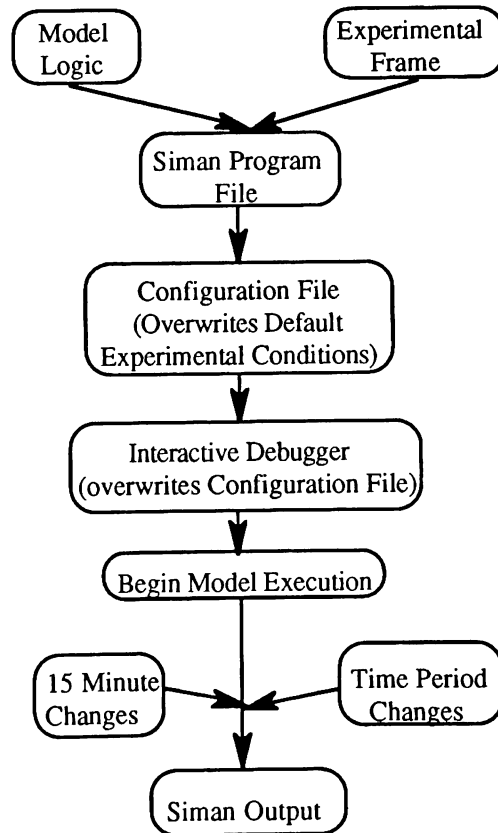 Model
Logic
Experimental
Frame
Siman Program
File
Configuration File
(Overwrites Default
Experimental Conditions)
Interactive Debugger
(overwrites Configuration File)
Begin Model Execution
15 Minute
Changes
Time Period
Changes
Siman Output